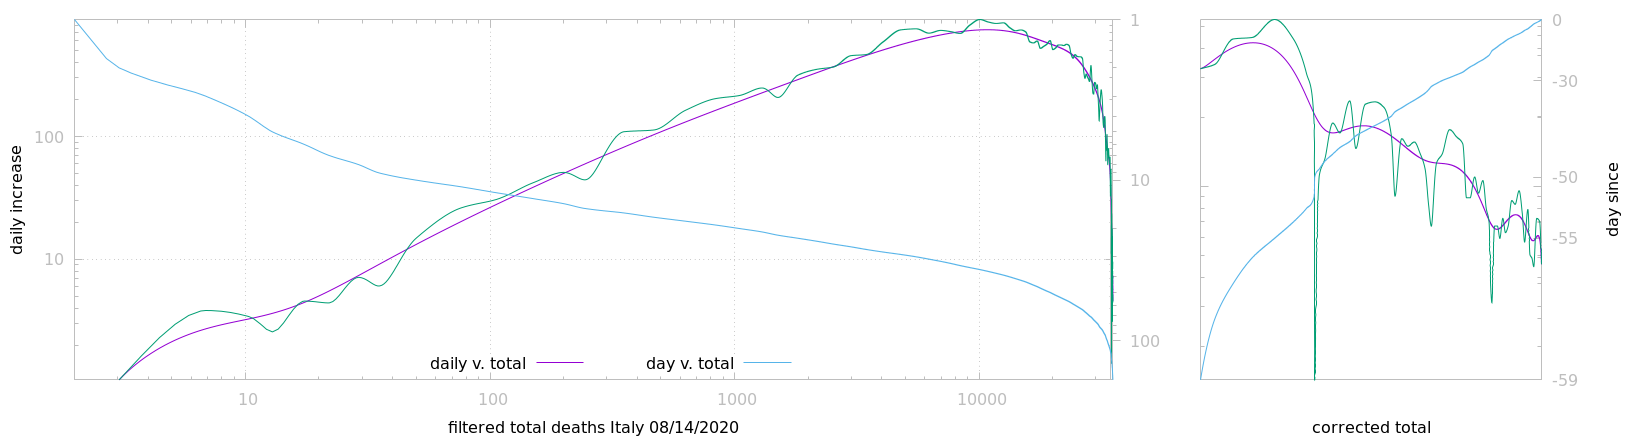 daily increase
100
10
daily v. total
day v. total
10
100
1000
10000
filtered total deaths Italy 08/14/2020
1
10
100
0
-30
-50
-55
-59
day since
corrected total